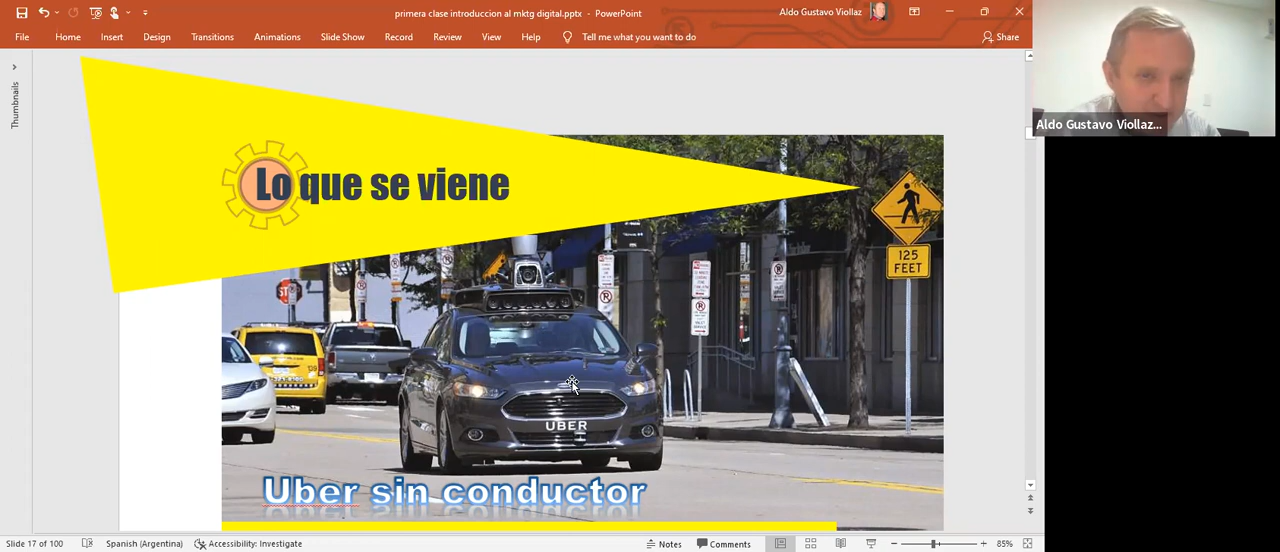 primera clase introduccion al mktg digital.pptx - PowerPoint
Aldo Gustavo Viollaz
File Home Insert Design Transitions Animations Slide Show Record Review View Help Tell me what you want to do Share
Thumbnails
Aldo Gustavo Viollaz...
Lo que se viene
125
FEET
STOP
UBER
Uber sin conductor
Slide 17 of 100 Spanish (Argentina) Accessibility: Investigate Notes Comments 85%